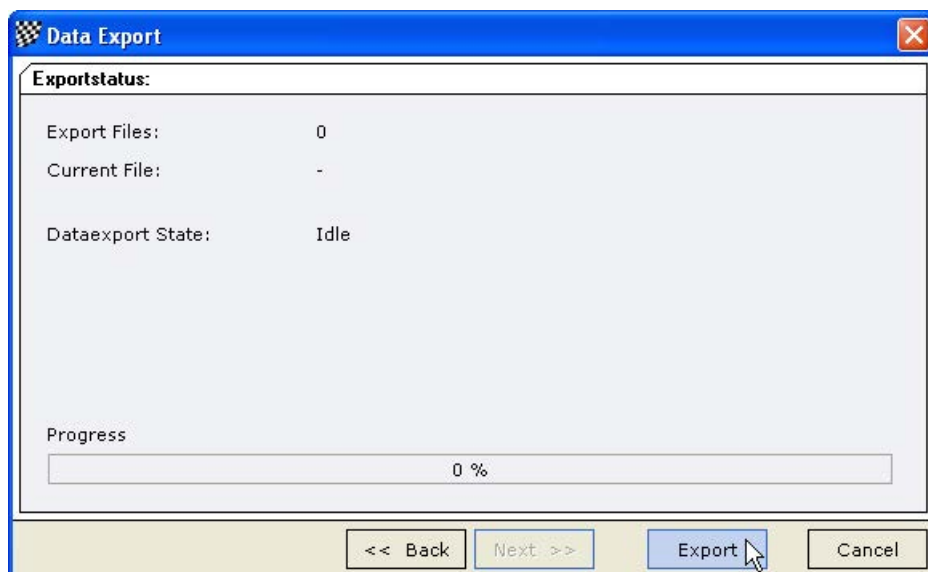 Data Export
Exportstatus:
Export Files: 0
Current File: -
Dataexport State: Idle
Progress
0 %
<< Back Next >> Export Cancel